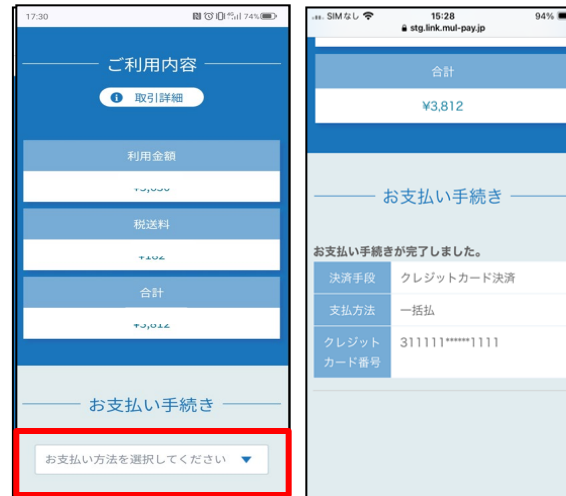 17:30
74%
ご利用内容
取引詳細
利用金額
税送料
合計
お支払い手続き
お支払い方法を選択してください
SIMなし
15:28
94%
stg.link.mul-pay.jp
合計
¥3,812
お支払い手続き
お支払い手続きが完了しました。
決済手段 クレジットカード決済
支払方法 一括払
クレジット
カード番号
311111******1111